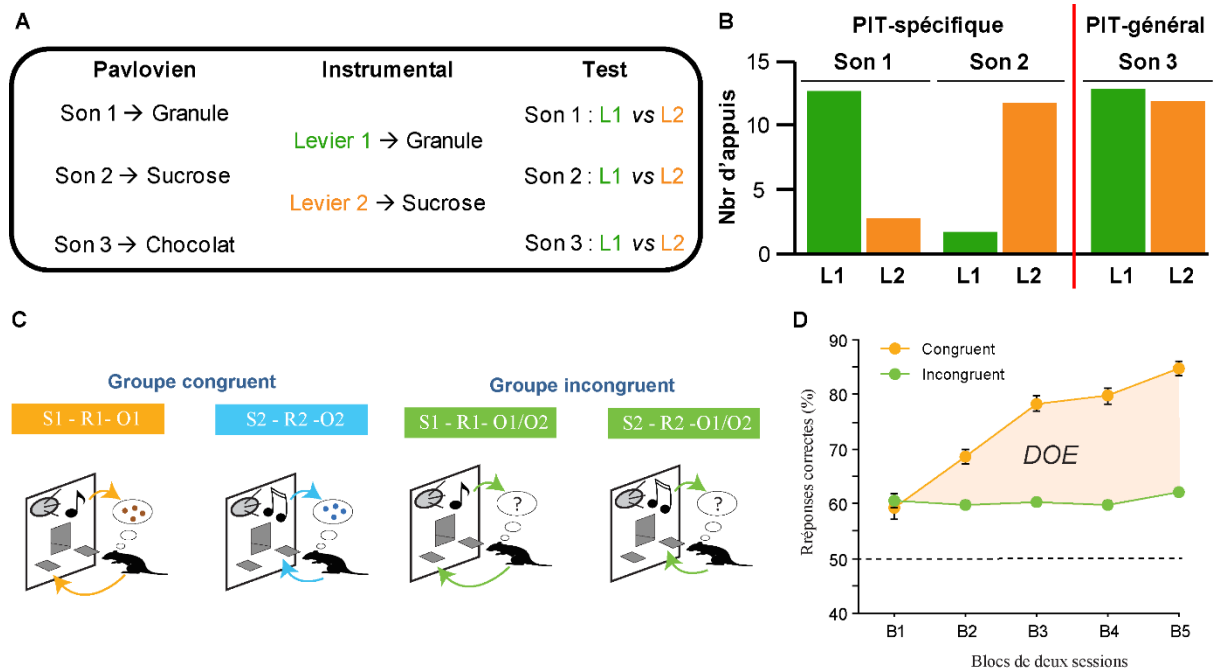 A
Pavlovien Instrumental Test
Son 1 → Granule Son 1 : L1 vs L2
Levier 1 → Granule
Son 2 → Sucrose Son 2 : L1 vs L2
Levier 2 → Sucrose
Son 3 → Chocolat Son 3 : L1 vs L2
B
PIT-spécifique PIT-général
Son 1 Son 2 Son 3
Nbr d'appuis
15
10
5
0
L1 L2 L1 L2 L1 L2
C
Groupe congruent Groupe incongruent
S1 - R1- O1 S2 - R2 -O2 S1 - R1- O1/O2 S2 - R2 -O1/O2
? ?
D
Congruent
Incongruent
Rréponses correctes (%)
90
80
70
60
50
40
DOE
B1 B2 B3 B4 B5
Blocs de deux sessions